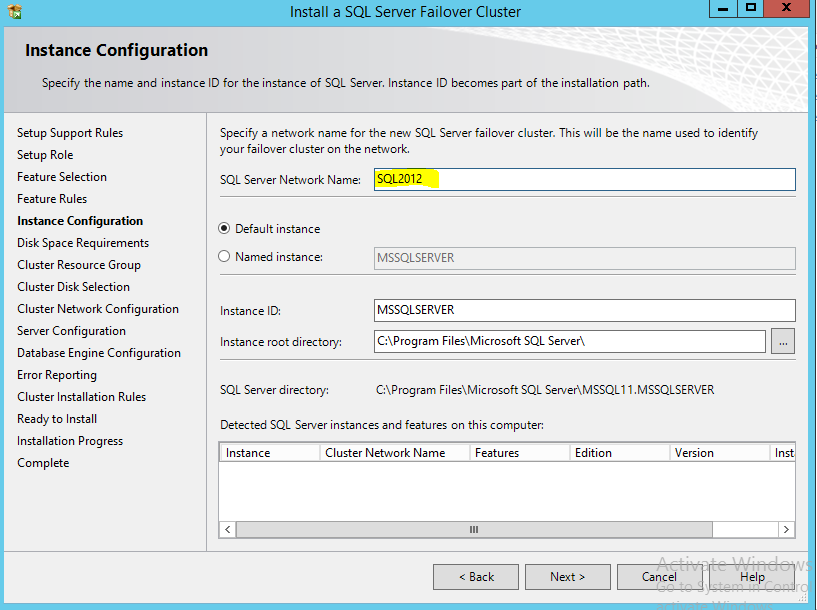 Install a SQL Server Failover Cluster
Instance Configuration
Specify the name and instance ID for the instance of SQL Server. Instance ID becomes part of the installation path.
Setup Support Rules
Setup Role
Feature Selection
Feature Rules
Instance Configuration
Disk Space Requirements
Cluster Resource Group
Cluster Disk Selection
Cluster Network Configuration
Server Configuration
Database Engine Configuration
Error Reporting
Cluster Installation Rules
Ready to Install
Installation Progress
Complete
Specify a network name for the new SQL Server failover cluster. This will be the name used to identify
your failover cluster on the network.
SQL Server Network Name: SQL2012
Default instance
Named instance: MSSQLSERVER
Instance ID: MSSQLSERVER
Instance root directory: C:\Program Files\Microsoft SQL Server\ ...
SQL Server directory: C:\Program Files\Microsoft SQL Server\MSSQL11.MSSQLSERVER
Detected SQL Server instances and features on this computer:
Instance Cluster Network Name Features Edition Version Inst
< Back Next > Cancel Help
Activate Windows
Go to System in Contro